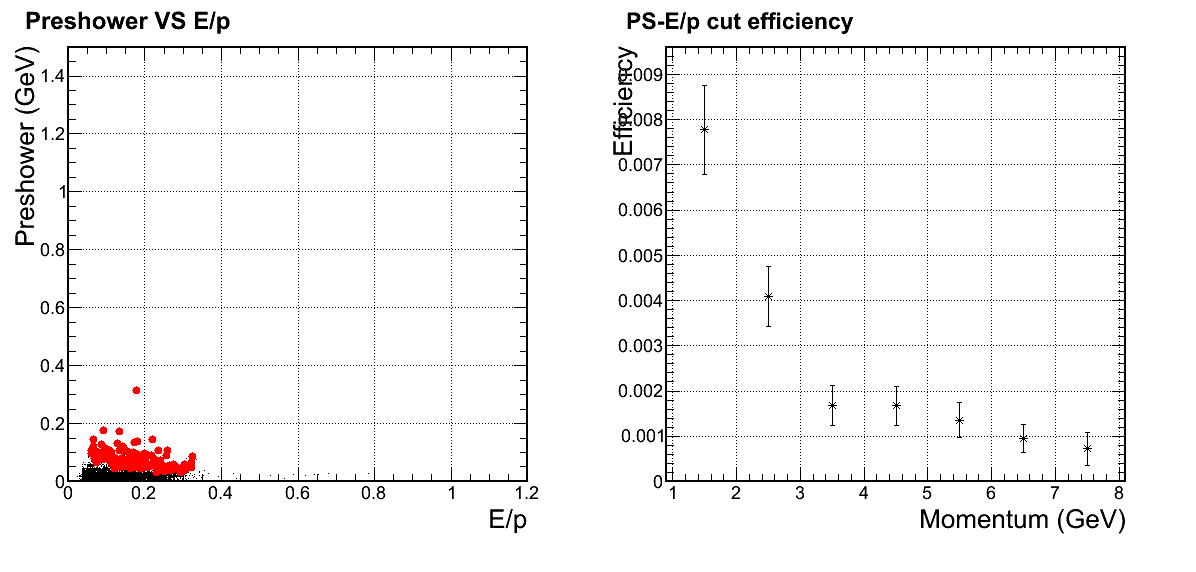 Preshower VS E/p
Preshower (GeV)
1.4
1.2
1
0.8
0.6
0.4
0.2
0
0 0.2 0.4 0.6 0.8 1 1.2
E/p
PS-E/p cut efficiency
Efficiency
0.009
0.008
0.007
0.006
0.005
0.004
0.003
0.002
0.001
0
1 2 3 4 5 6 7 8
Momentum (GeV)